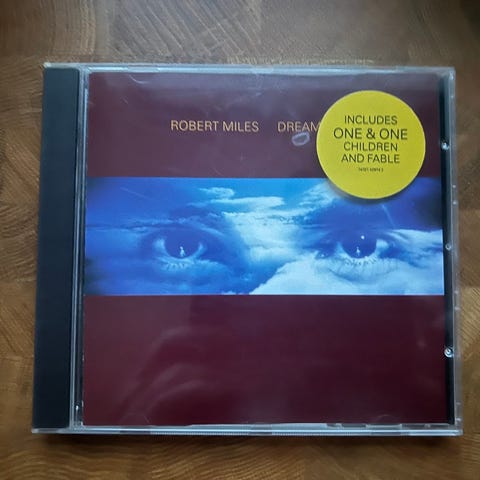 ROBERT MILES DREAM
INCLUDES
ONE & ONE
CHILDREN
AND FABLE